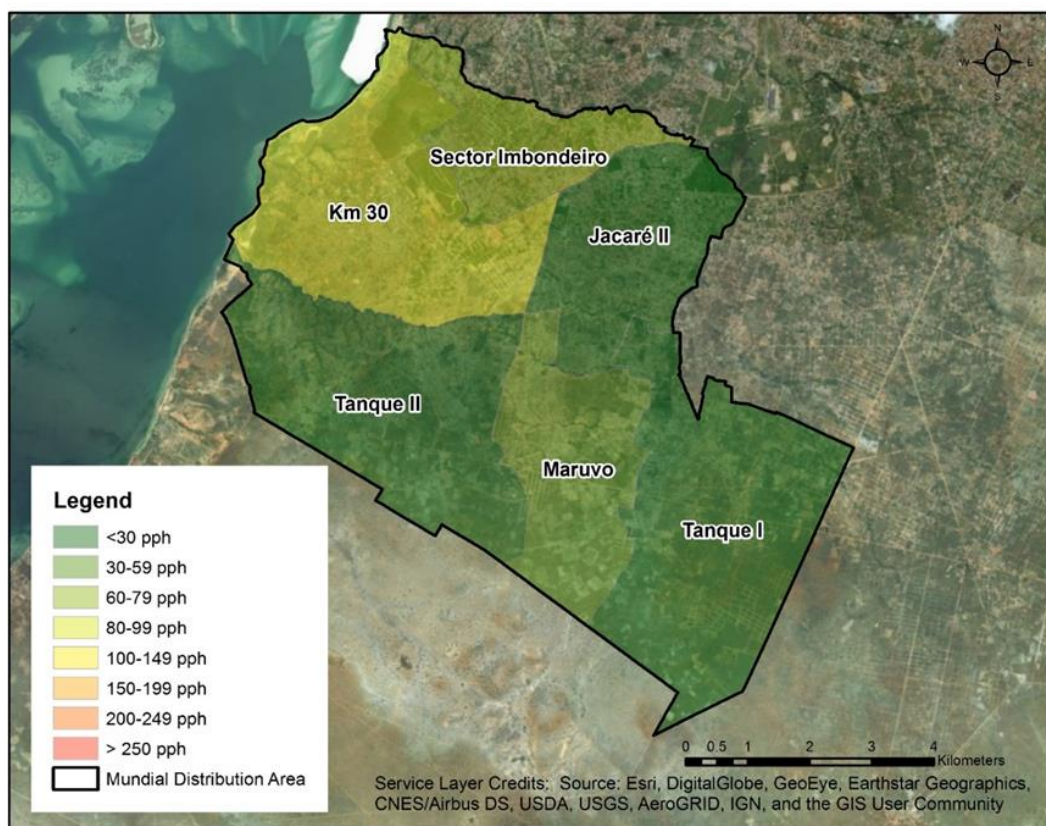 N
W E
S
Sector Imbondeiro
Km 30
Jacaré II
Tanque II
Maruvo
Tanque I
Legend
<30 pph
30-59 pph
60-79 pph
80-99 pph
100-149 pph
150-199 pph
200-249 pph
> 250 pph
Mundial Distribution Area
0 0.5 1 2 3 4
Kilometers
Service Layer Credits: Source: Esri, DigitalGlobe, GeoEye, Earthstar Geographics,
CNES/Airbus DS, USDA, USGS, AeroGRID, IGN, and the GIS User Community